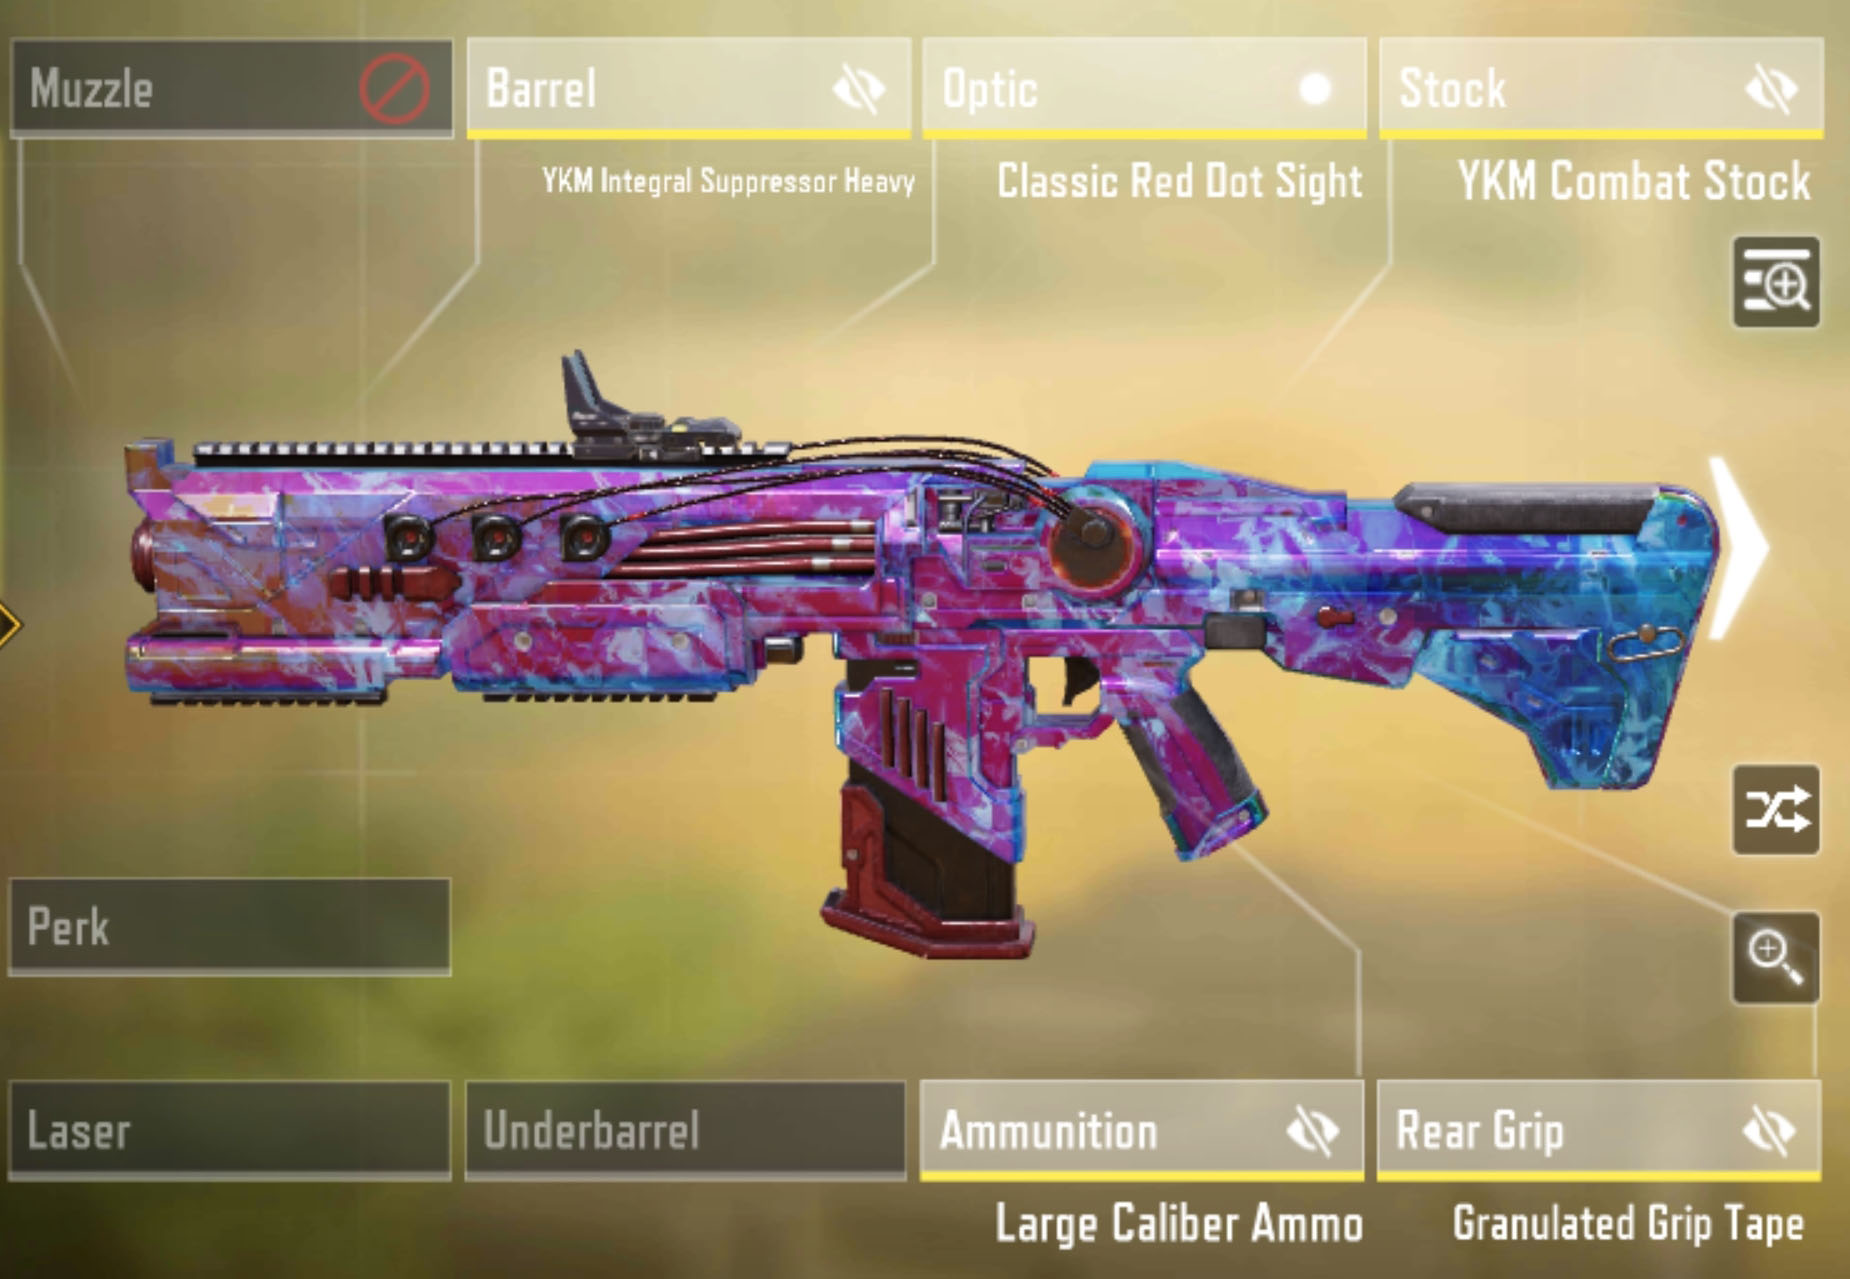 Muzzle
Barrel
Optic
Stock
YKM Integral Suppressor Heavy
Classic Red Dot Sight
YKM Combat Stock
Perk
Laser
Underbarrel
Ammunition
Rear Grip
Large Caliber Ammo
Granulated Grip Tape